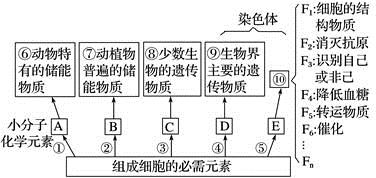 染色体
⑥动物特
有的储能
物质
⑦动植物
普遍的储
能物质
⑧少数生
物的遗传
物质
⑨生物界
主要的遗
传物质
⑩
F₁:细胞的结
构物质
F₂:消灭抗原
F₃:识别自己
或非己
F₄:降低血糖
F₅:转运物质
F₆:催化
⋮
Fₙ
小分子
化学元素
A
B
C
D
E
①
②
③
④
⑤
组成细胞的必需元素